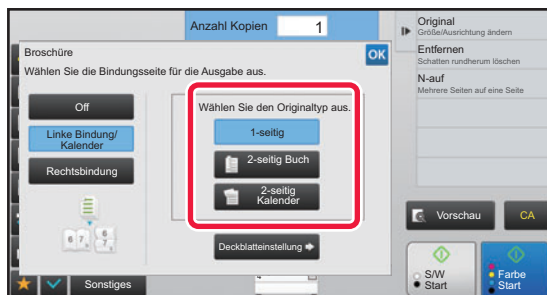 Anzahl Kopien
1
Broschüre
OK
Wählen Sie die Bindungsseite für die Ausgabe aus.
Off
Linke Bindung/
Kalender
Rechtsbindung
Wählen Sie den Originaltyp aus.
1-seitig
2-seitig Buch
2-seitig
Kalender
Deckblatteinstellung
Sonstiges
Original
Größe/Ausrichtung ändern
Entfernen
Schatten rundherum löschen
N-auf
Mehrere Seiten auf eine Seite
Vorschau
CA
S/W
Start
Farbe
Start